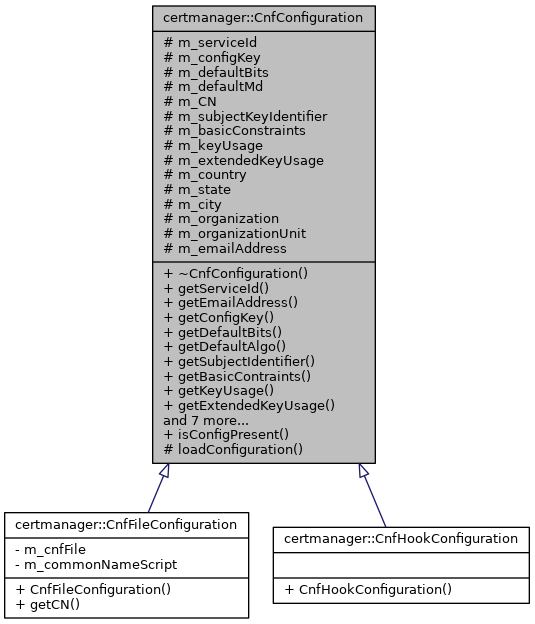 certmanager::CnfConfiguration
# m_serviceId
# m_configKey
# m_defaultBits
# m_defaultMd
# m_CN
# m_subjectKeyIdentifier
# m_basicConstraints
# m_keyUsage
# m_extendedKeyUsage
# m_country
# m_state
# m_city
# m_organization
# m_organizationUnit
# m_emailAddress
+ ~CnfConfiguration()
+ getServiceId()
+ getEmailAddress()
+ getConfigKey()
+ getDefaultBits()
+ getDefaultAlgo()
+ getSubjectIdentifier()
+ getBasicContraints()
+ getKeyUsage()
+ getExtendedKeyUsage()
and 7 more...
+ isConfigPresent()
# loadConfiguration()
certmanager::CnfFileConfiguration
- m_cnfFile
- m_commonNameScript
+ CnfFileConfiguration()
+ getCN()
certmanager::CnfHookConfiguration
+ CnfHookConfiguration()